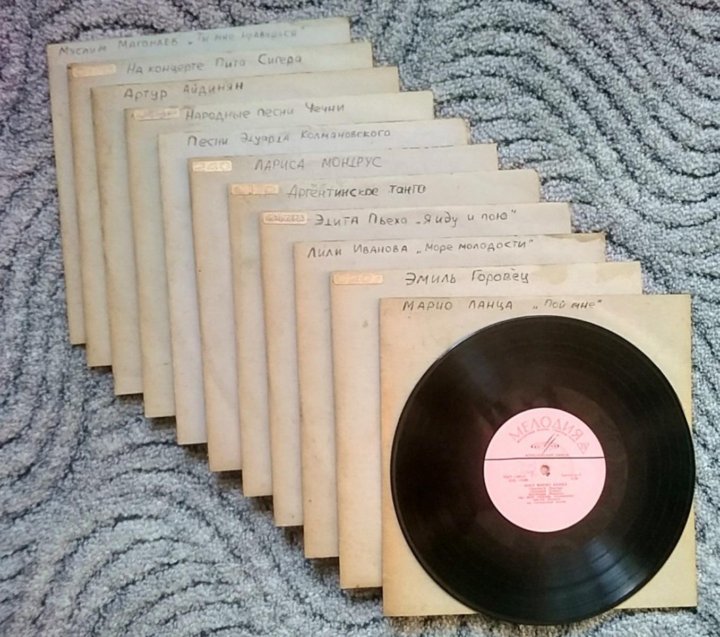 Муслим Магомаев „Ты мне нравишься"
На концерте Пита Сигера
Артур Айдинян
Народные песни Чечни
Песни Эдуарда Колмановского
Лариса Мондрус
Аргентинское танго
Эдита Пьеха „Я иду и пою"
Лили Иванова „Море молодости"
Эмиль Горовец
Марио Ланца „Пой мне"
МЕЛОДИЯ